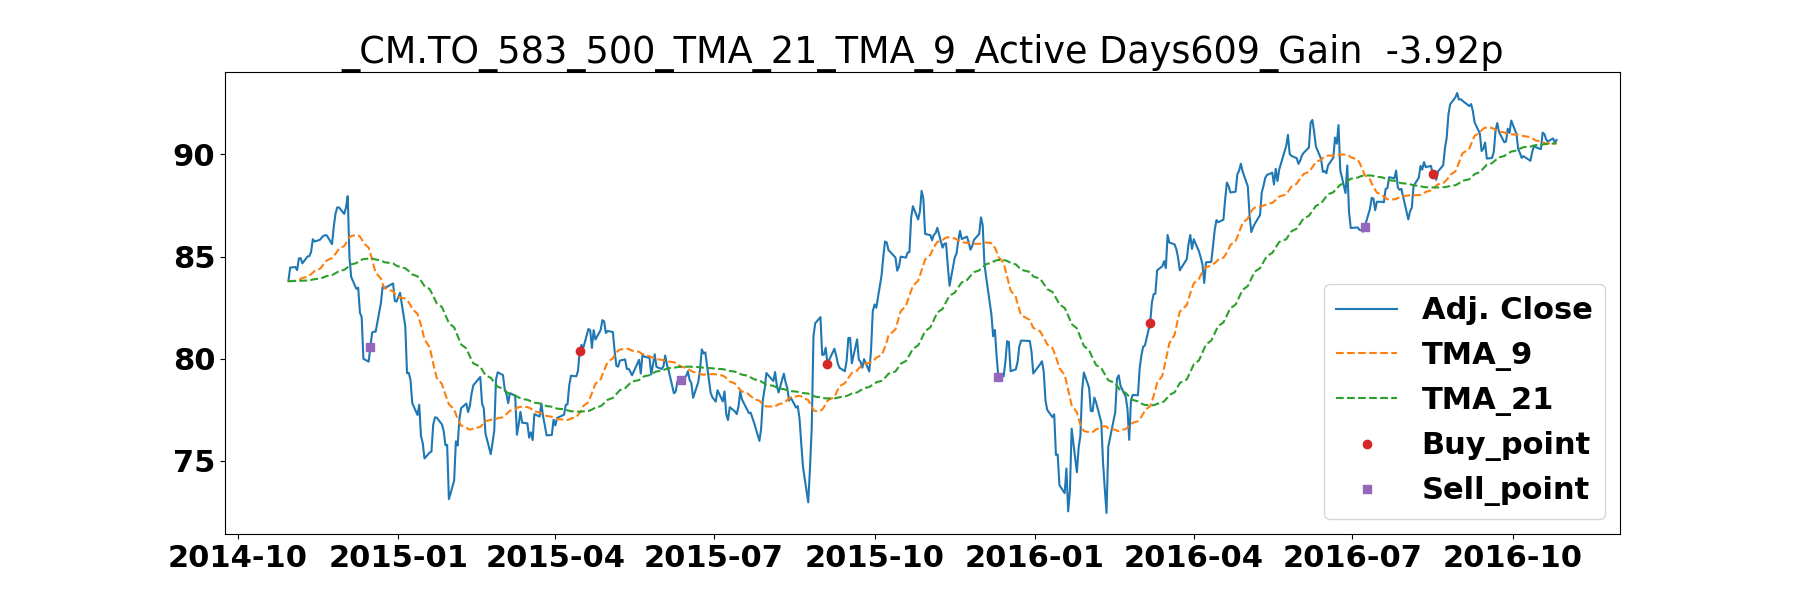 _CM.TO_583_500_TMA_21_TMA_9_Active Days609_Gain  -3.92p
90
85
80
75
Adj. Close
TMA_9
TMA_21
Buy_point
Sell_point
2014-10 2015-01 2015-04 2015-07 2015-10 2016-01 2016-04 2016-07 2016-10